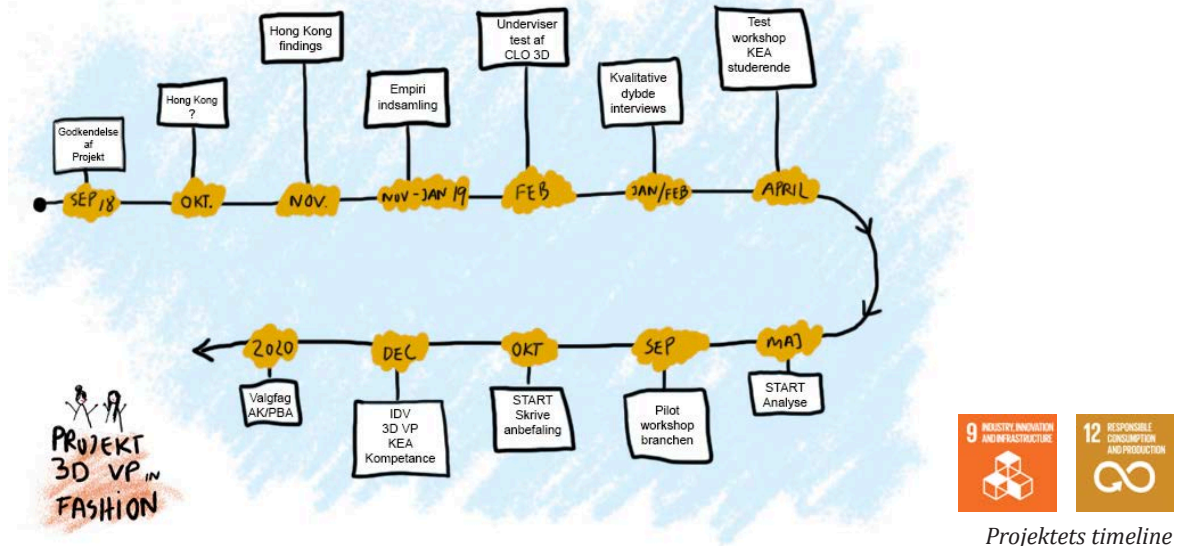 Godkendelse
af
Projekt
SEP 18
Hong Kong
?
OKT.
Hong Kong
findings
NOV.
Empiri
indsamling
NOV - JAN 19
Underviser
test af
CLO 3D
FEB
Kvalitative
dybde
interviews
JAN/FEB
Test
workshop
KEA
studerende
APRIL
MAJ
START
Analyse
SEP
Pilot
workshop
branchen
OKT
START
Skrive
anbefaling
DEC
IDV
3D VP
KEA
Kompetance
2020
Valgfag
AK/PBA
PROJEKT
3D VP IN
FASHION
9 INDUSTRY, INNOVATION
AND INFRASTRUCTURE
12 RESPONSIBLE
CONSUMPTION
AND PRODUCTION
Projektets timeline